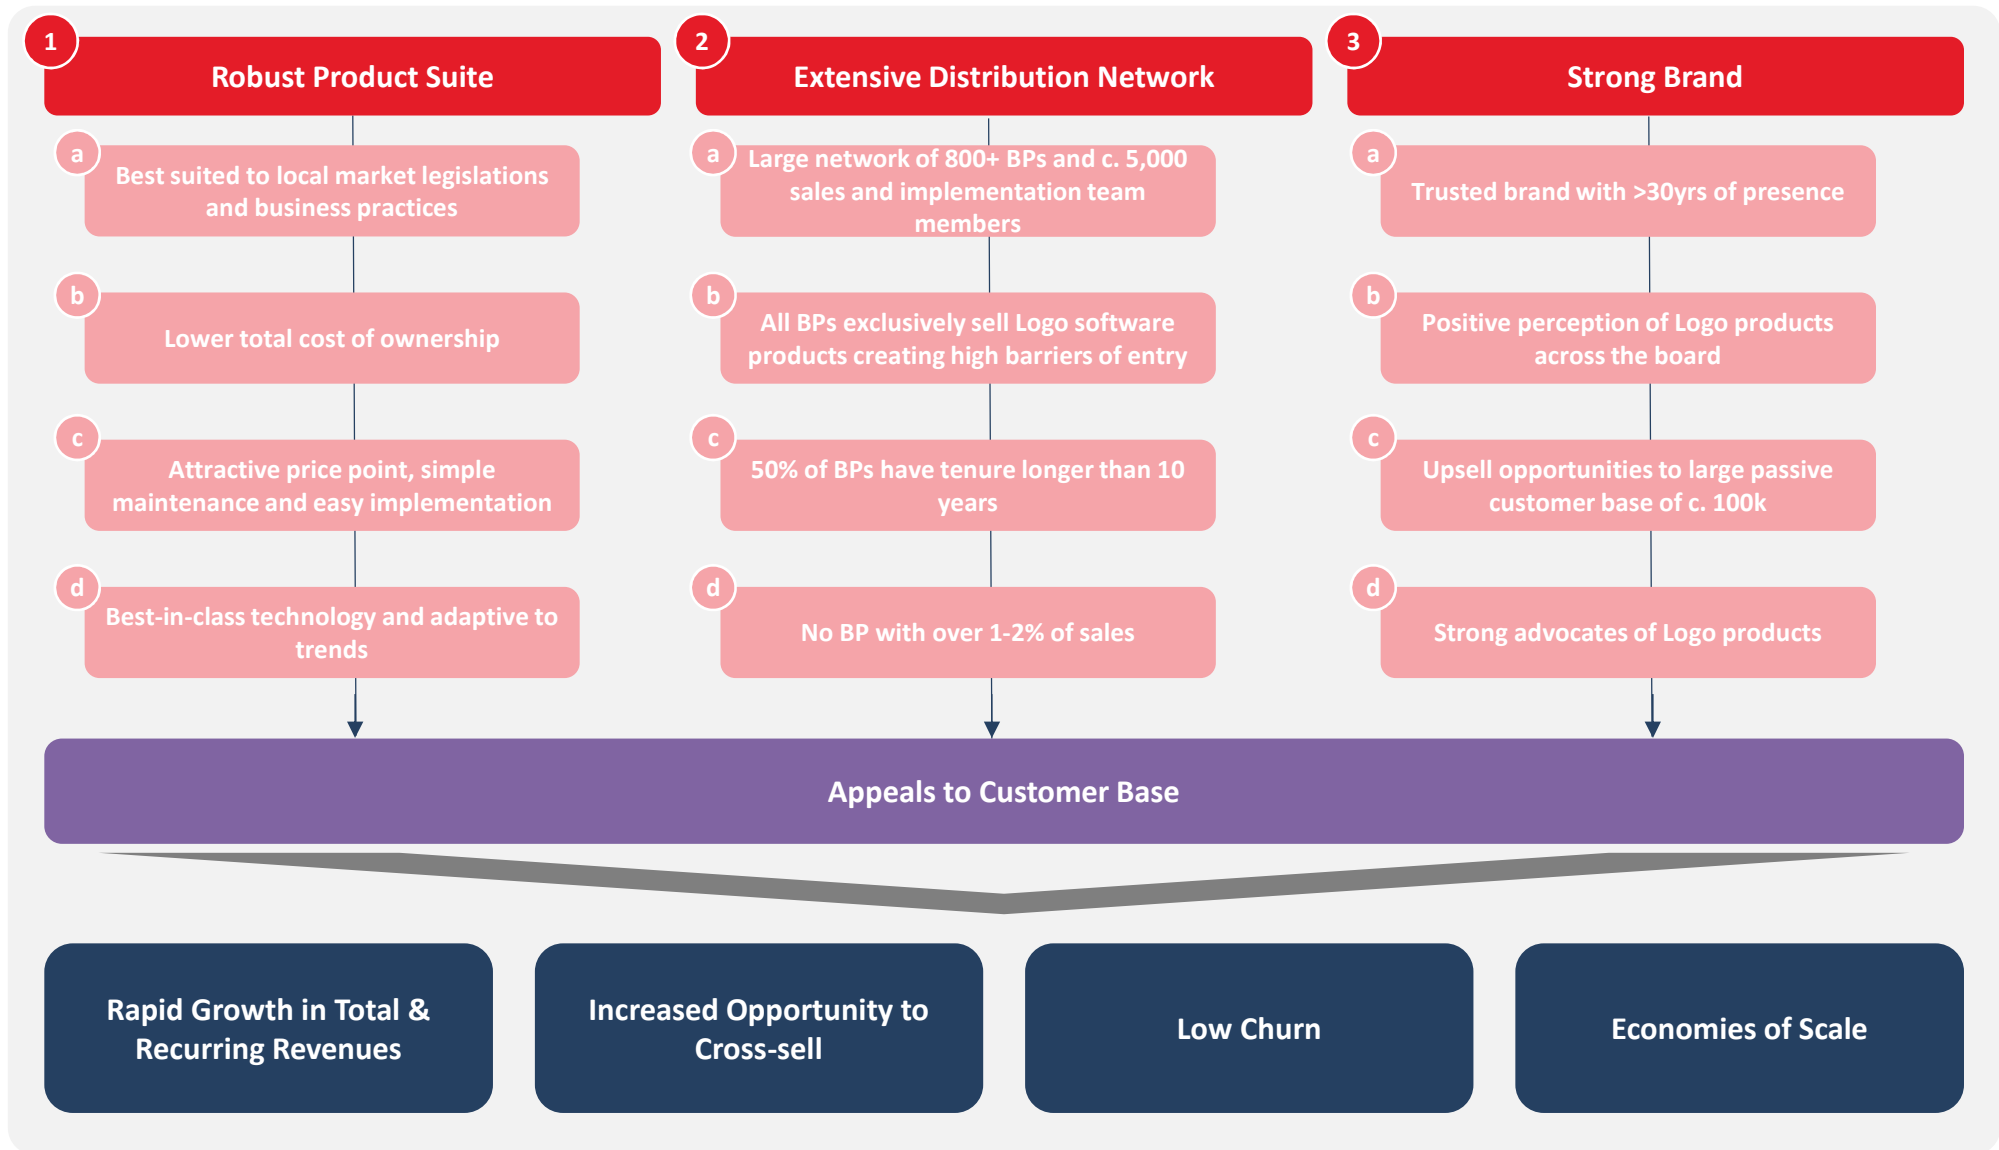 1
Robust Product Suite
a
Best suited to local market legislations
and business practices
b
Lower total cost of ownership
c
Attractive price point, simple
maintenance and easy implementation
d
Best-in-class technology and adaptive to
trends
2
Extensive Distribution Network
a
Large network of 800+ BPs and c. 5,000
sales and implementation team
members
b
All BPs exclusively sell Logo software
products creating high barriers of entry
c
50% of BPs have tenure longer than 10
years
d
No BP with over 1-2% of sales
3
Strong Brand
a
Trusted brand with >30yrs of presence
b
Positive perception of Logo products
across the board
c
Upsell opportunities to large passive
customer base of c. 100k
d
Strong advocates of Logo products
Appeals to Customer Base
Rapid Growth in Total &
Recurring Revenues
Increased Opportunity to
Cross-sell
Low Churn
Economies of Scale